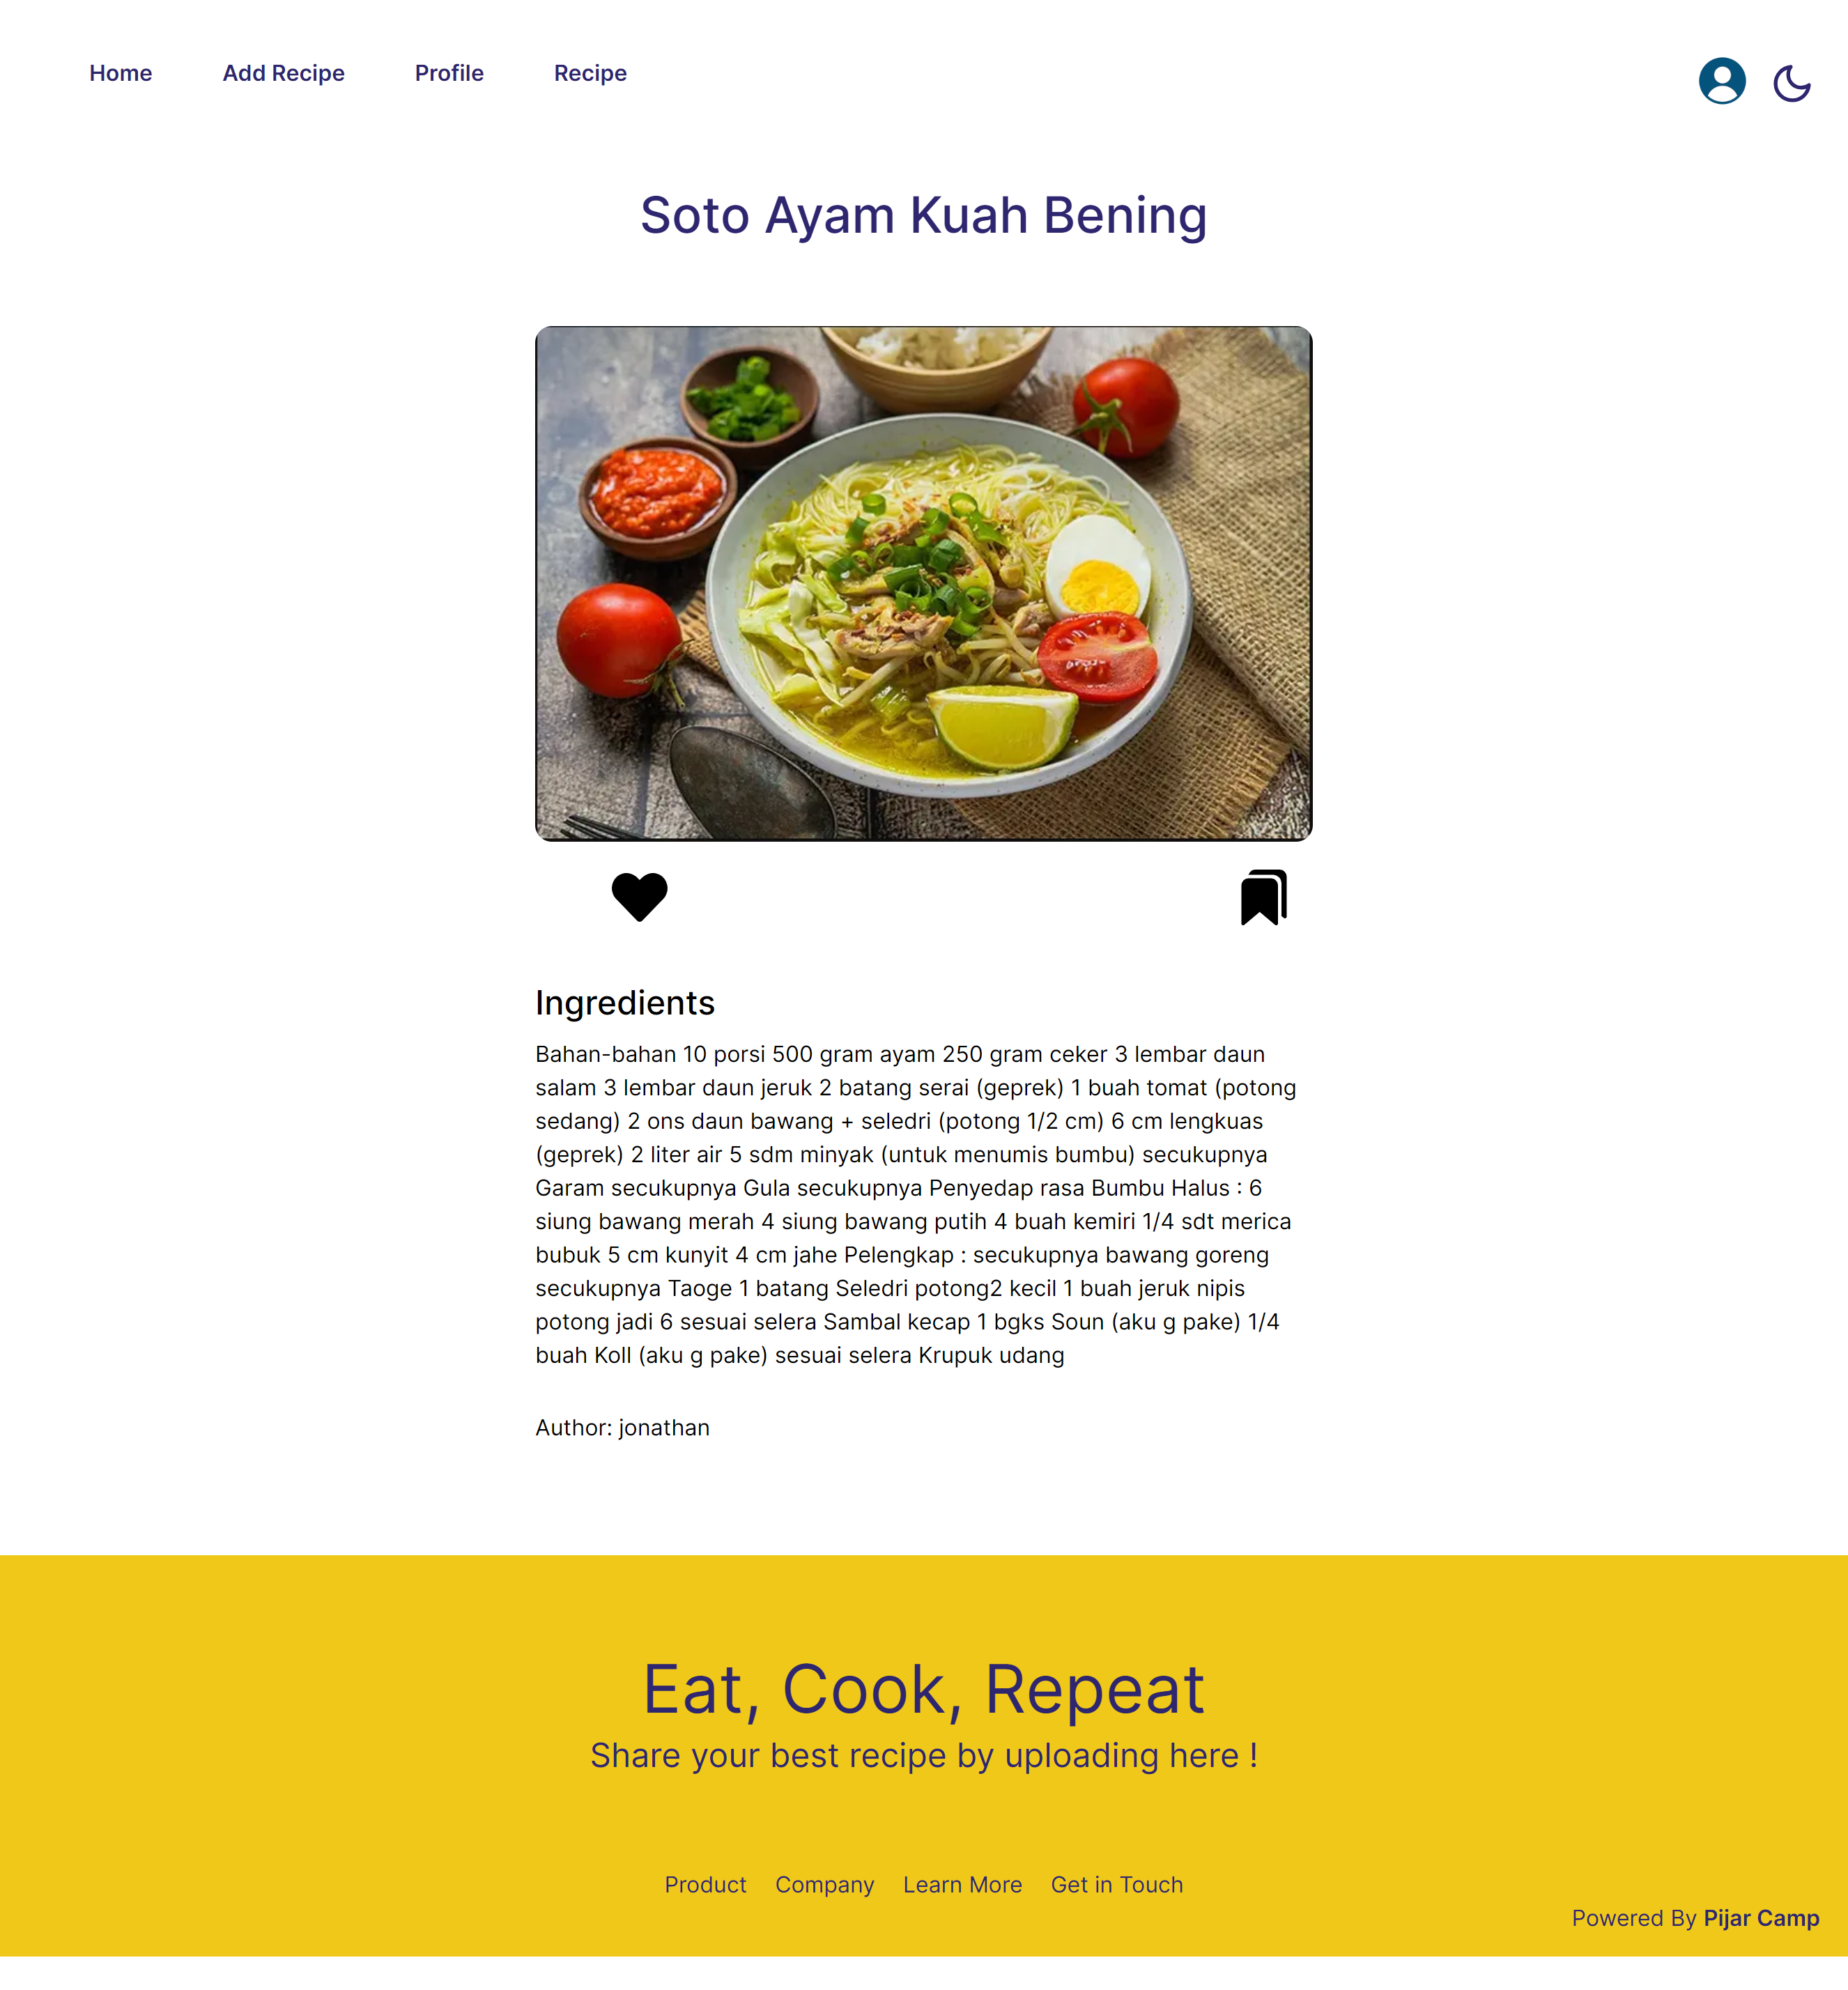 Home Add Recipe Profile Recipe
Soto Ayam Kuah Bening
Ingredients
Bahan-bahan 10 porsi 500 gram ayam 250 gram ceker 3 lembar daun
salam 3 lembar daun jeruk 2 batang serai (geprek) 1 buah tomat (potong
sedang) 2 ons daun bawang + seledri (potong 1/2 cm) 6 cm lengkuas
(geprek) 2 liter air 5 sdm minyak (untuk menumis bumbu) secukupnya
Garam secukupnya Gula secukupnya Penyedap rasa Bumbu Halus : 6
siung bawang merah 4 siung bawang putih 4 buah kemiri 1/4 sdt merica
bubuk 5 cm kunyit 4 cm jahe Pelengkap : secukupnya bawang goreng
secukupnya Taoge 1 batang Seledri potong2 kecil 1 buah jeruk nipis
potong jadi 6 sesuai selera Sambal kecap 1 bgks Soun (aku g pake) 1/4
buah Koll (aku g pake) sesuai selera Krupuk udang
Author: jonathan
Eat, Cook, Repeat
Share your best recipe by uploading here !
Product Company Learn More Get in Touch
Powered By Pijar Camp